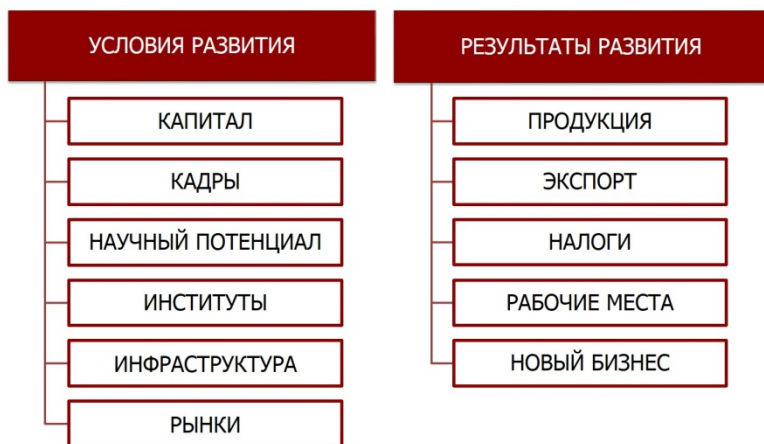 УСЛОВИЯ РАЗВИТИЯ
КАПИТАЛ
КАДРЫ
НАУЧНЫЙ ПОТЕНЦИАЛ
ИНСТИТУТЫ
ИНФРАСТРУКТУРА
РЫНКИ
РЕЗУЛЬТАТЫ РАЗВИТИЯ
ПРОДУКЦИЯ
ЭКСПОРТ
НАЛОГИ
РАБОЧИЕ МЕСТА
НОВЫЙ БИЗНЕС